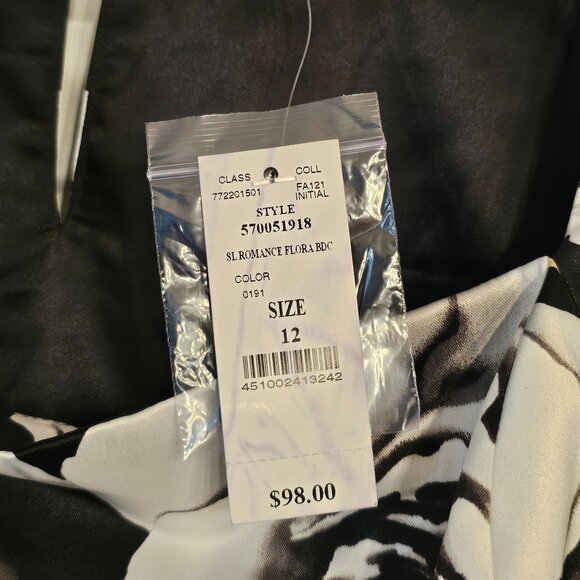 CLASS COLL
772201501 FA121
INITIAL
STYLE
570051918
SL ROMANCE FLORA BDC
COLOR
0191
SIZE
12
451002413242
$98.00